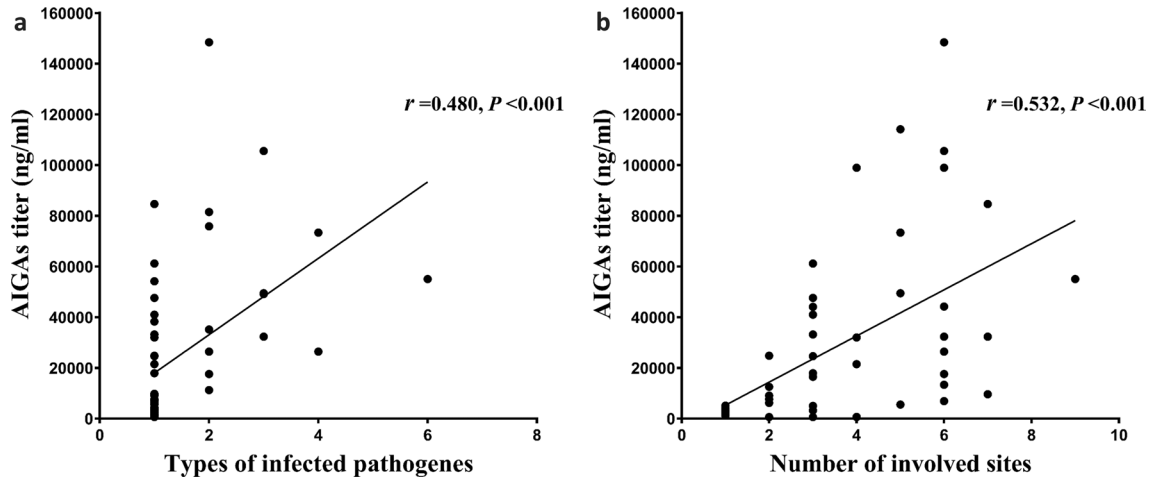 a
160000
140000
120000
100000
80000
60000
40000
20000
0
AIGAs titer (ng/ml)
r =0.480, P <0.001
0 2 4 6 8
Types of infected pathogenes
b
160000
140000
120000
100000
80000
60000
40000
20000
0
AIGAs titer (ng/ml)
r =0.532, P <0.001
0 2 4 6 8 10
Number of involved sites